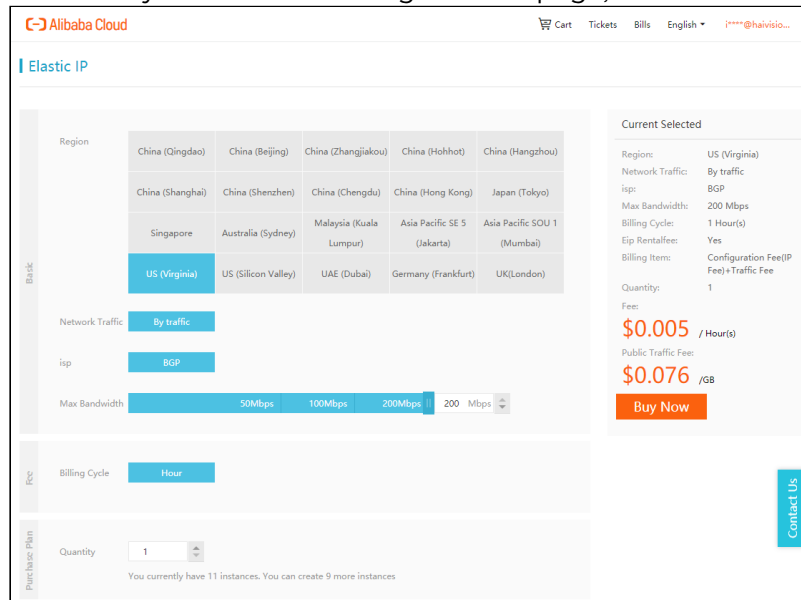 Alibaba Cloud
Cart Tickets Bills English i****@haivisio...
Elastic IP
Basic
Region
China (Qingdao) China (Beijing) China (Zhangjiakou) China (Hohhot) China (Hangzhou)
China (Shanghai) China (Shenzhen) China (Chengdu) China (Hong Kong) Japan (Tokyo)
Singapore Australia (Sydney) Malaysia (Kuala Lumpur) Asia Pacific SE 5 (Jakarta) Asia Pacific SOU 1 (Mumbai)
US (Virginia) US (Silicon Valley) UAE (Dubai) Germany (Frankfurt) UK(London)
Network Traffic By traffic
isp BGP
Max Bandwidth 50Mbps 100Mbps 200Mbps 200 Mbps
Fee
Billing Cycle Hour
Purchase Plan
Quantity 1
You currently have 11 instances. You can create 9 more instances
Current Selected
Region: US (Virginia)
Network Traffic: By traffic
isp: BGP
Max Bandwidth: 200 Mbps
Billing Cycle: 1 Hour(s)
Eip Rentalfee: Yes
Billing Item: Configuration Fee(IP
Fee)+Traffic Fee
Quantity: 1
Fee:
$0.005 / Hour(s)
Public Traffic Fee:
$0.076 /GB
Buy Now
Contact Us